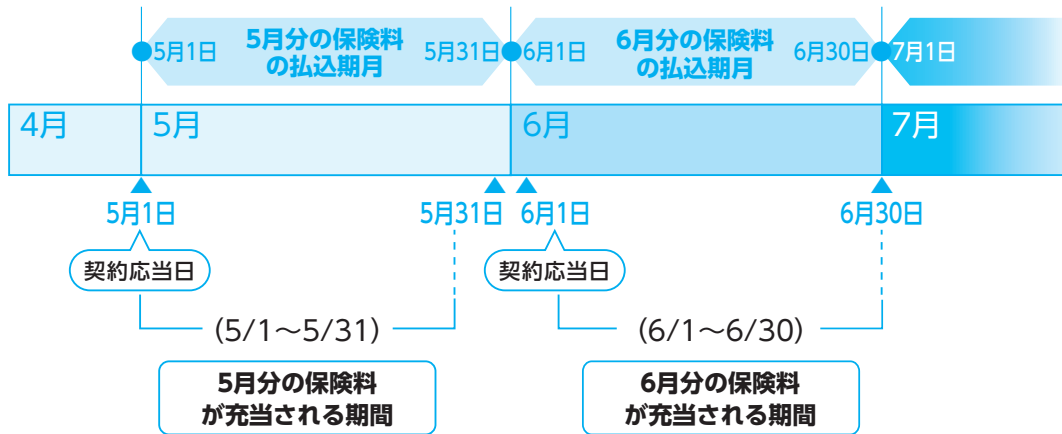 5月1日
5月分の保険料
の払込期月
5月31日
6月1日
6月分の保険料
の払込期月
6月30日
7月1日
4月
5月
6月
7月
5月1日
5月31日
6月1日
6月30日
契約応当日
契約応当日
(5/1～5/31)
(6/1～6/30)
5月分の保険料
が充当される期間
6月分の保険料
が充当される期間